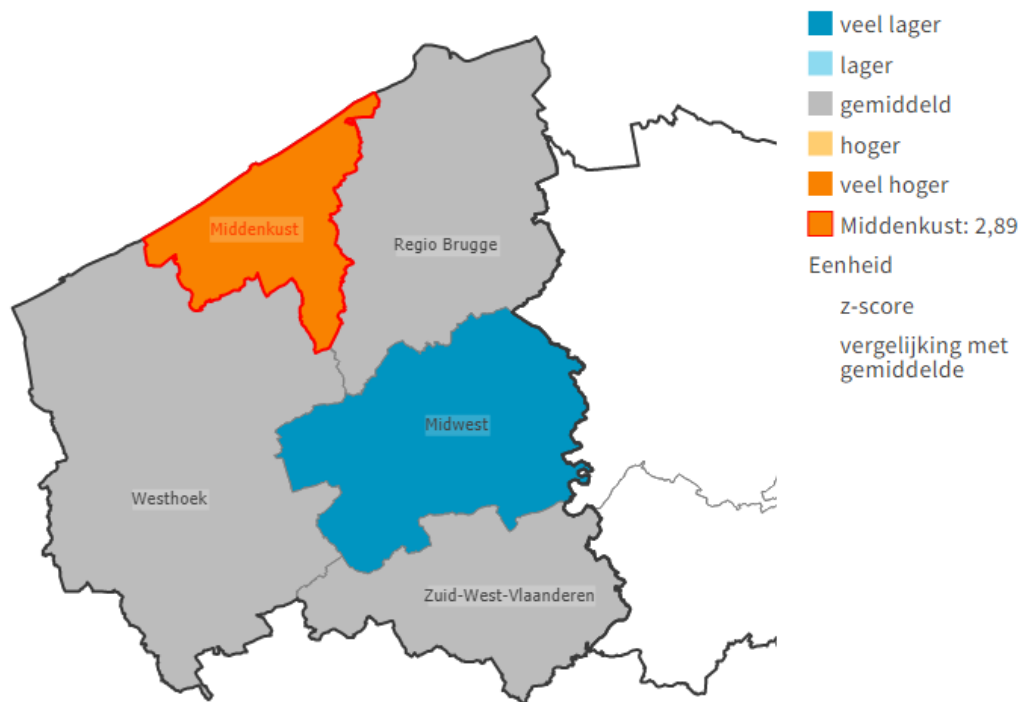 veel lager
lager
gemiddeld
hoger
veel hoger
Middenkust: 2,89
Eenheid
z-score
vergelijking met
gemiddelde
Middenkust
Regio Brugge
Midwest
Westhoek
Zuid-West-Vlaanderen